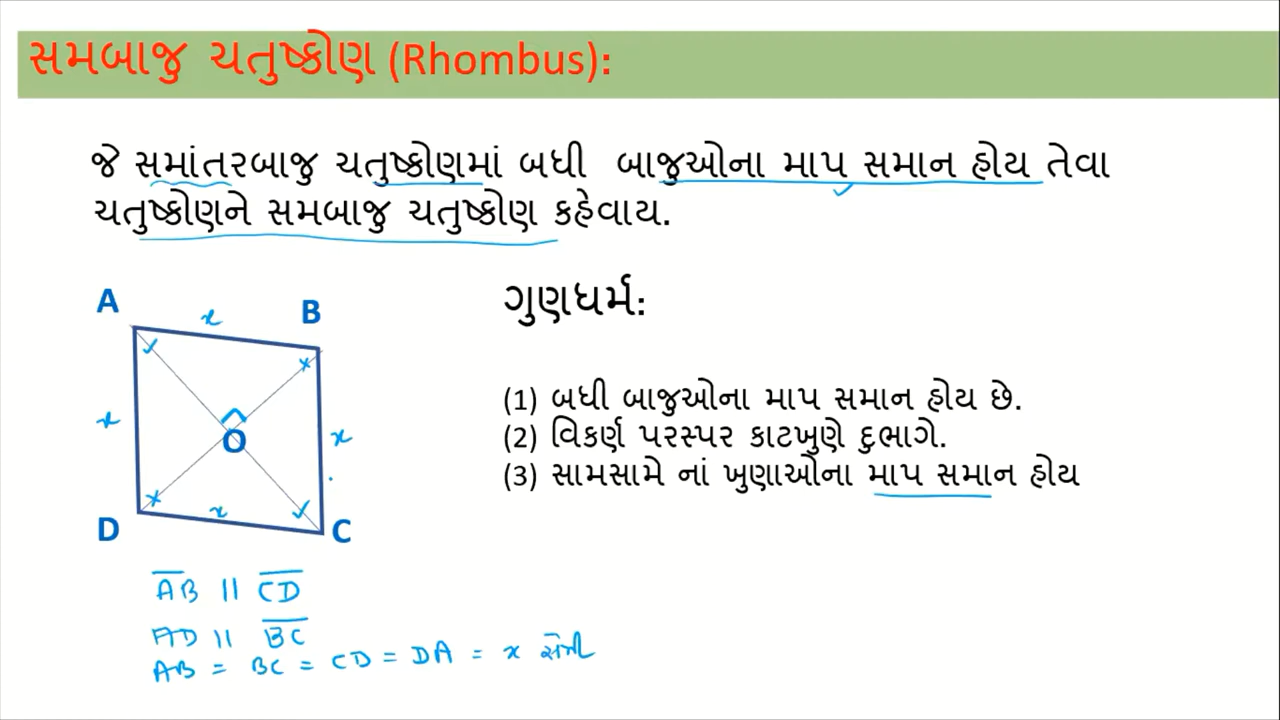 સમબાજુ ચતુષ્કોણ (Rhombus):
જે સમાંતરબાજુ ચતુષ્કોણમાં બધી બાજુઓના માપ સમાન હોય તેવા
ચતુષ્કોણને સમબાજુ ચતુષ્કોણ કહેવાય.
ગુણધર્મ:
(1) બધી બાજુઓના માપ સમાન હોય છે.
(2) વિકર્ણ પરસ્પર કાટખુણે દુભાગે.
(3) સામસામે નાં ખુણાઓના માપ સમાન હોય
A
x
B
x
O
x
D
x
C
AB || CD
AD || BC
AB = BC = CD = DA = x સેમી